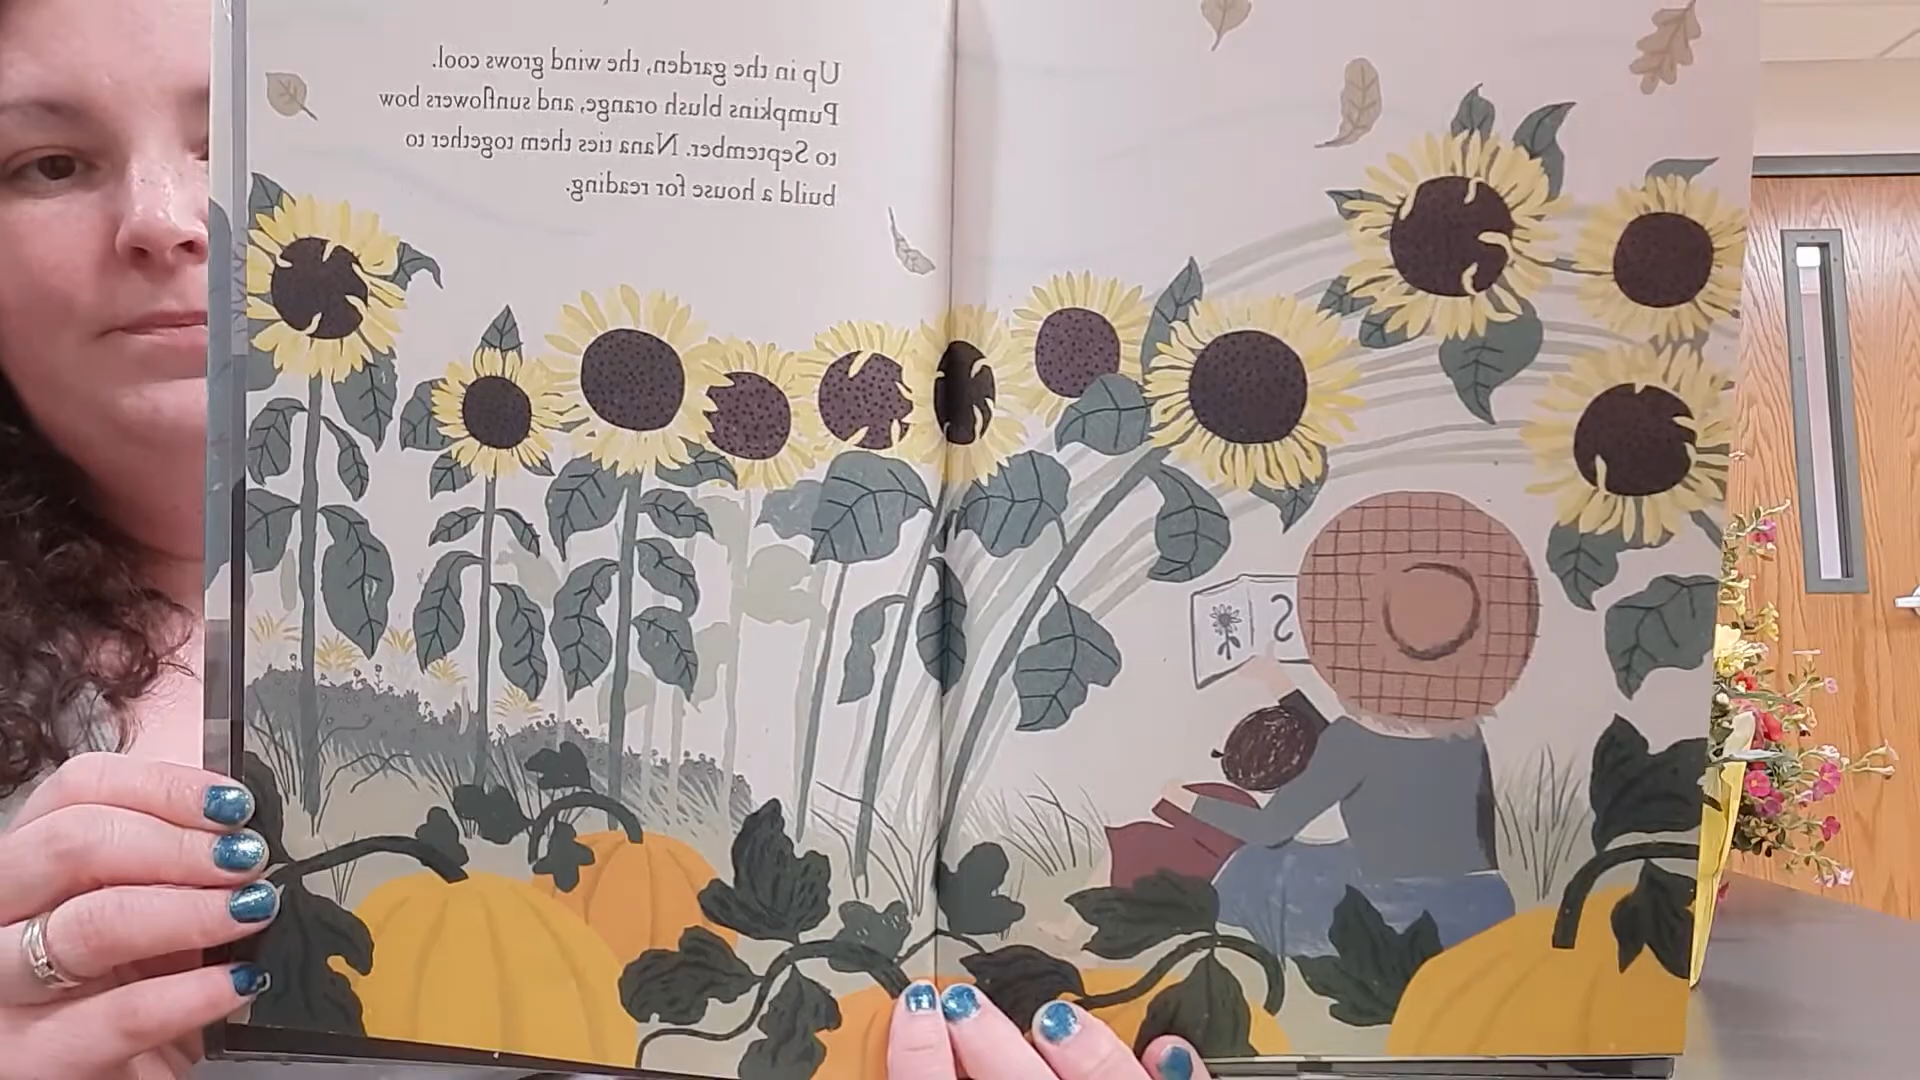 Up in the garden, the wind grows cool.
Pumpkins blush orange, and sunflowers bow
to September. Nana ties them together to
build a house for reading.
S